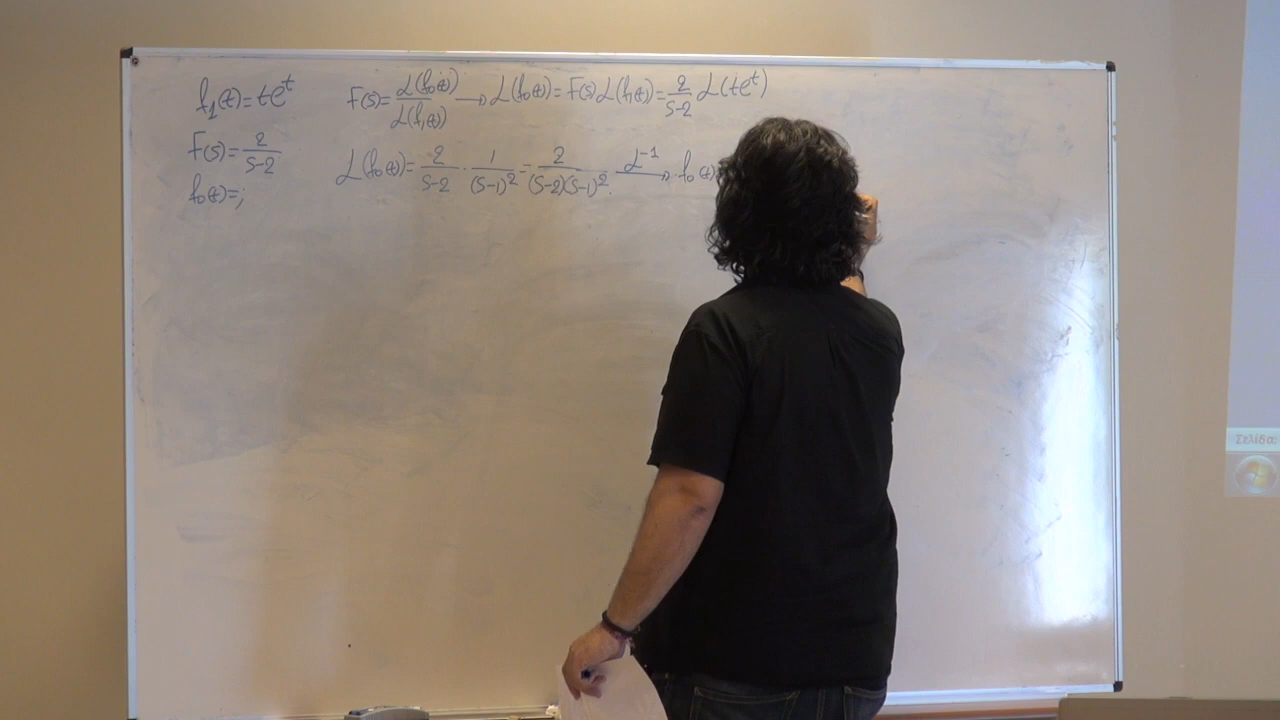 f₁(t)=te^t
F(s)=2/(s-2)
f₀(t)=;
F(s)=ℒ(f₀(t))/ℒ(f₁(t)) → ℒ(f₀(t))=F(s)ℒ(f₁(t))=2/(s-2) ℒ(te^t)
ℒ(f₀(t))=2/(s-2)·1/(s-1)²=2/((s-2)(s-1)²) ℒ⁻¹→ f₀(t)
Σελίδα: